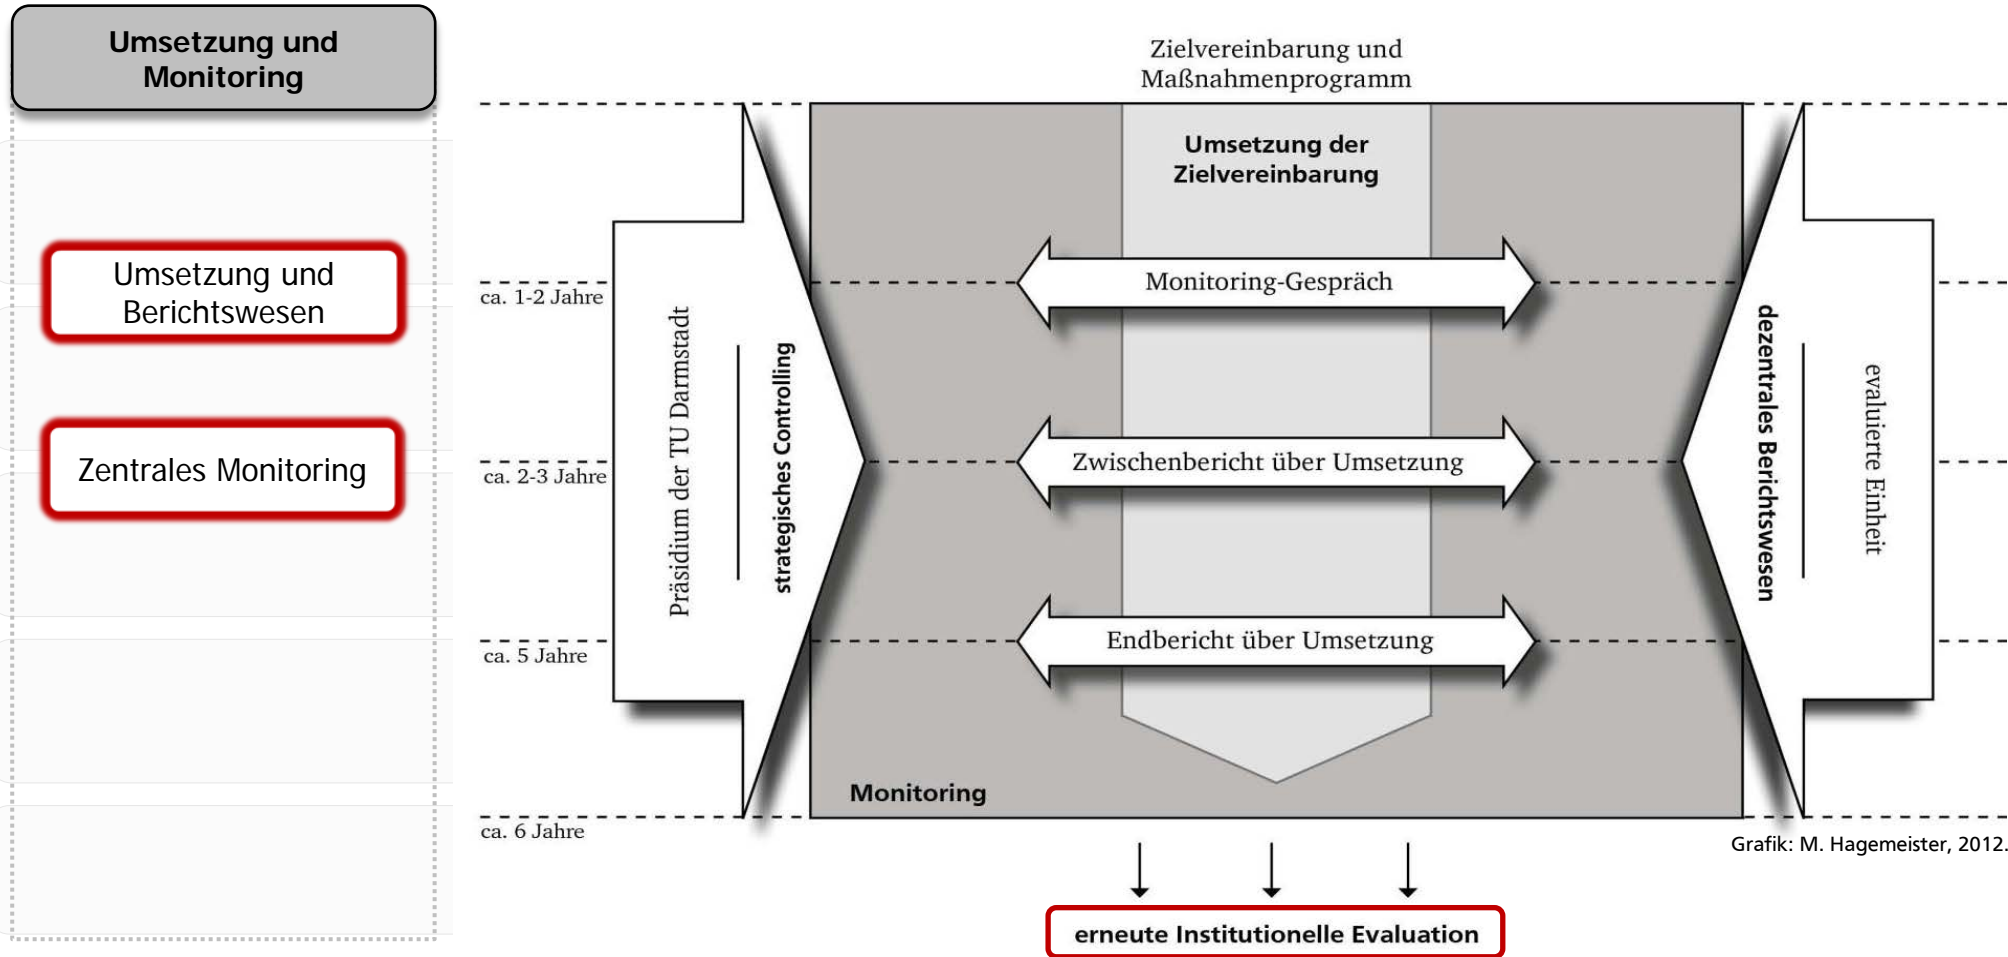 Umsetzung und
Monitoring
Umsetzung und
Berichtswesen
Zentrales Monitoring
Zielvereinbarung und
Maßnahmenprogramm
Umsetzung der
Zielvereinbarung
ca. 1-2 Jahre
Monitoring-Gespräch
ca. 2-3 Jahre
Zwischenbericht über Umsetzung
ca. 5 Jahre
Endbericht über Umsetzung
Präsidium der TU Darmstadt
strategisches Controlling
dezentrales Berichtswesen
evaluierte Einheit
Monitoring
ca. 6 Jahre
Grafik: M. Hagemeister, 2012.
erneute Institutionelle Evaluation